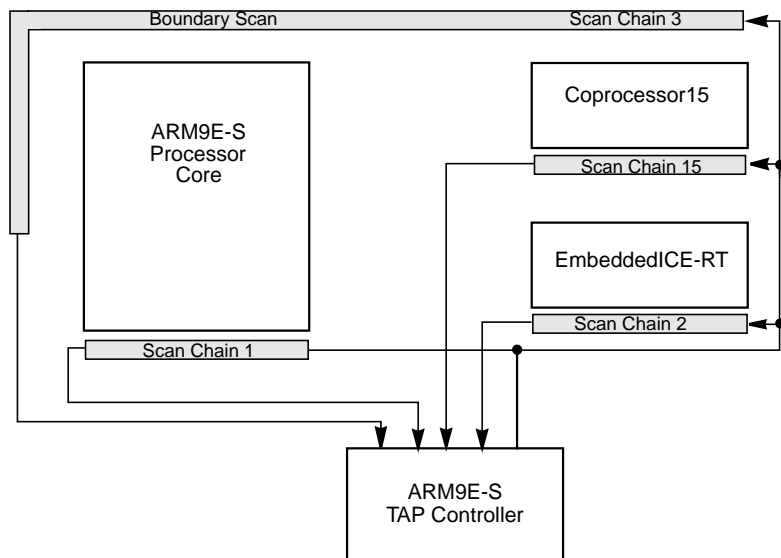 Boundary Scan
Scan Chain 3
ARM9E-S
Processor
Core
Coprocessor15
Scan Chain 15
EmbeddedICE-RT
Scan Chain 2
Scan Chain 1
ARM9E-S
TAP Controller